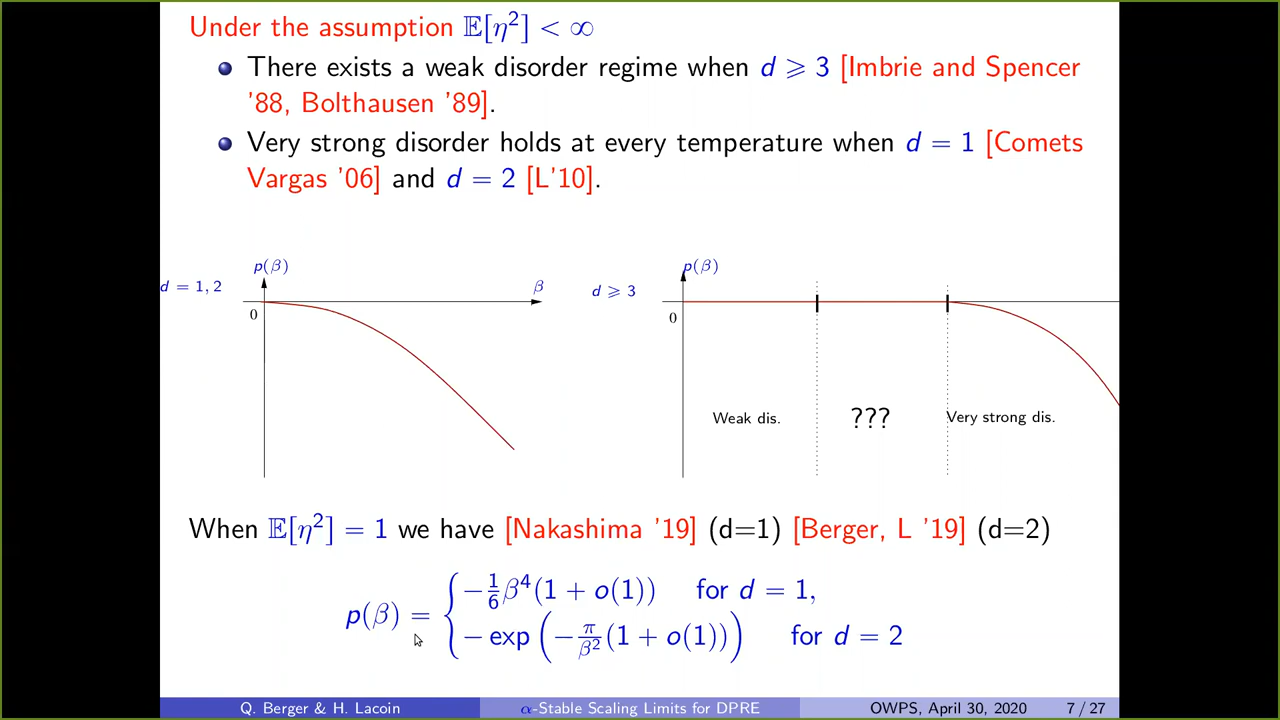 Under the assumption 𝔼[η²] < ∞
There exists a weak disorder regime when d ⩾ 3 [Imbrie and Spencer
'88, Bolthausen '89].
Very strong disorder holds at every temperature when d = 1 [Comets
Vargas '06] and d = 2 [L'10].
p(β)
d = 1, 2
β
0
p(β)
d ⩾ 3
0
Weak dis.
???
Very strong dis.
When 𝔼[η²] = 1 we have [Nakashima '19] (d=1) [Berger, L '19] (d=2)
p(β) = { −1/6 β⁴(1 + o(1)) for d = 1,
− exp (−π/β² (1 + o(1))) for d = 2
Q. Berger & H. Lacoin
α-Stable Scaling Limits for DPRE
OWPS, April 30, 2020
7 / 27